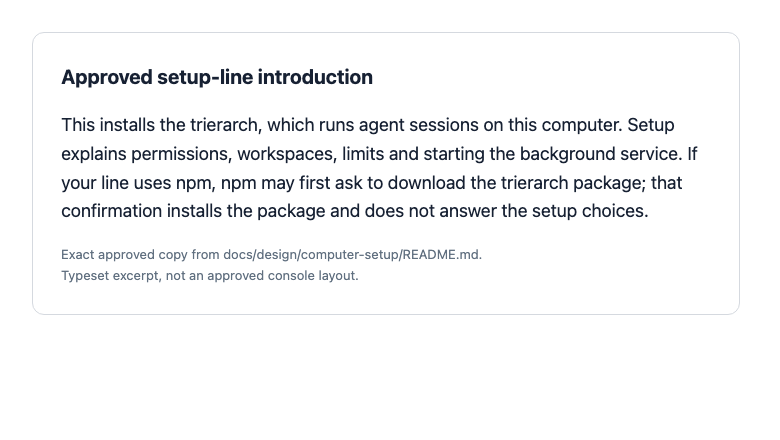 Approved setup-line introduction
This installs the trierarch, which runs agent sessions on this computer. Setup
explains permissions, workspaces, limits and starting the background service. If
your line uses npm, npm may first ask to download the trierarch package; that
confirmation installs the package and does not answer the setup choices.
Exact approved copy from docs/design/computer-setup/README.md.
Typeset excerpt, not an approved console layout.